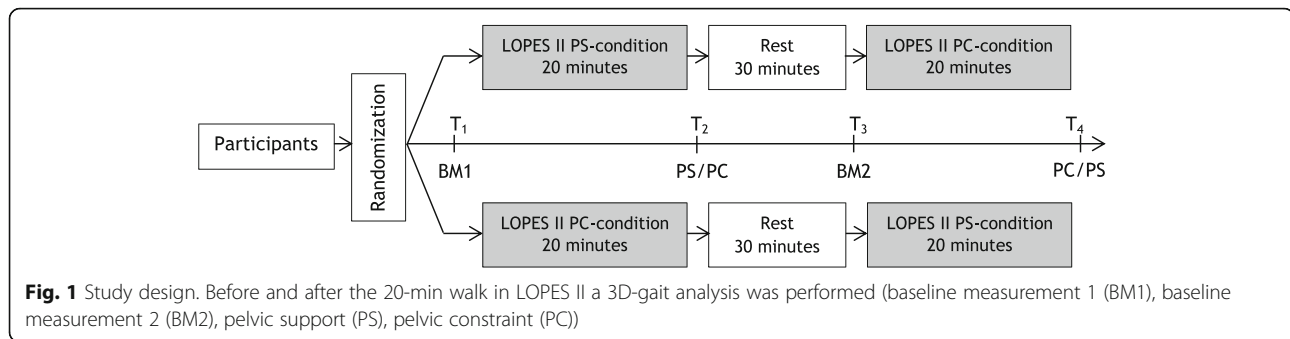 LOPES II PS-condition
20 minutes
Rest
30 minutes
LOPES II PC-condition
20 minutes
Participants
Randomization
T₁
T₂
T₃
T₄
BM1
PS/PC
BM2
PC/PS
LOPES II PC-condition
20 minutes
Rest
30 minutes
LOPES II PS-condition
20 minutes
Fig. 1 Study design. Before and after the 20-min walk in LOPES II a 3D-gait analysis was performed (baseline measurement 1 (BM1), baseline
measurement 2 (BM2), pelvic support (PS), pelvic constraint (PC))